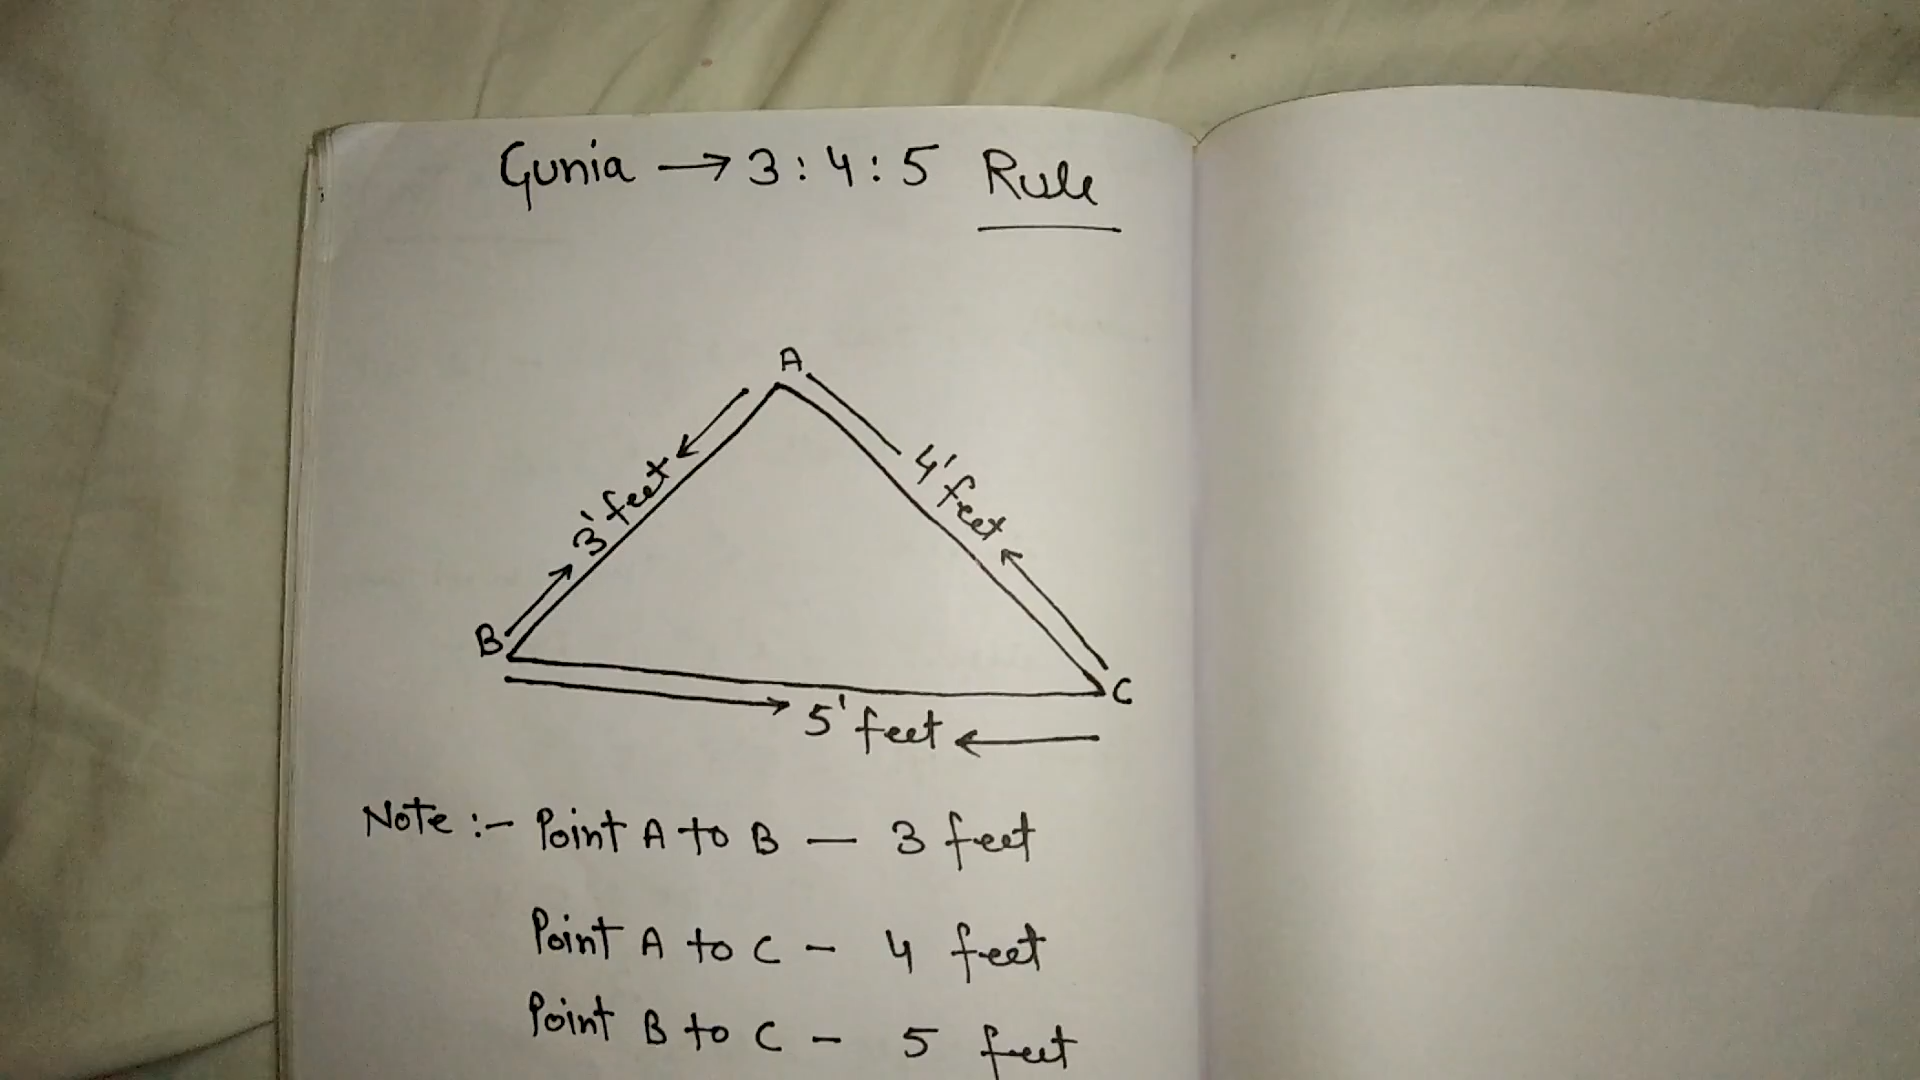 Gunia → 3 : 4 : 5 Rule
A
3' feet
4' feet
B
C
5' feet
Note :- Point A to B — 3 feet
Point A to C - 4 feet
Point B to C - 5 feet